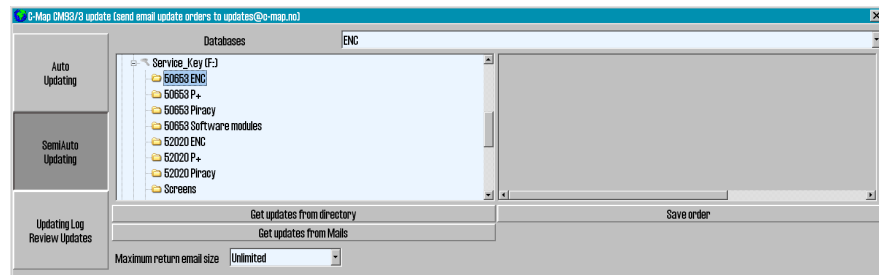 C-Map CM93/3 update (send email update orders to updates@c-map.no)
Databases
ENC
Auto
Updating
SemiAuto
Updating
Updating Log
Review Updates
Service_Key (F:)
50653 ENC
50653 P+
50653 Piracy
50653 Software modules
52020 ENC
52020 P+
52020 Piracy
Screens
Get updates from directory
Save order
Get updates from Mails
Maximum return email size
Unlimited